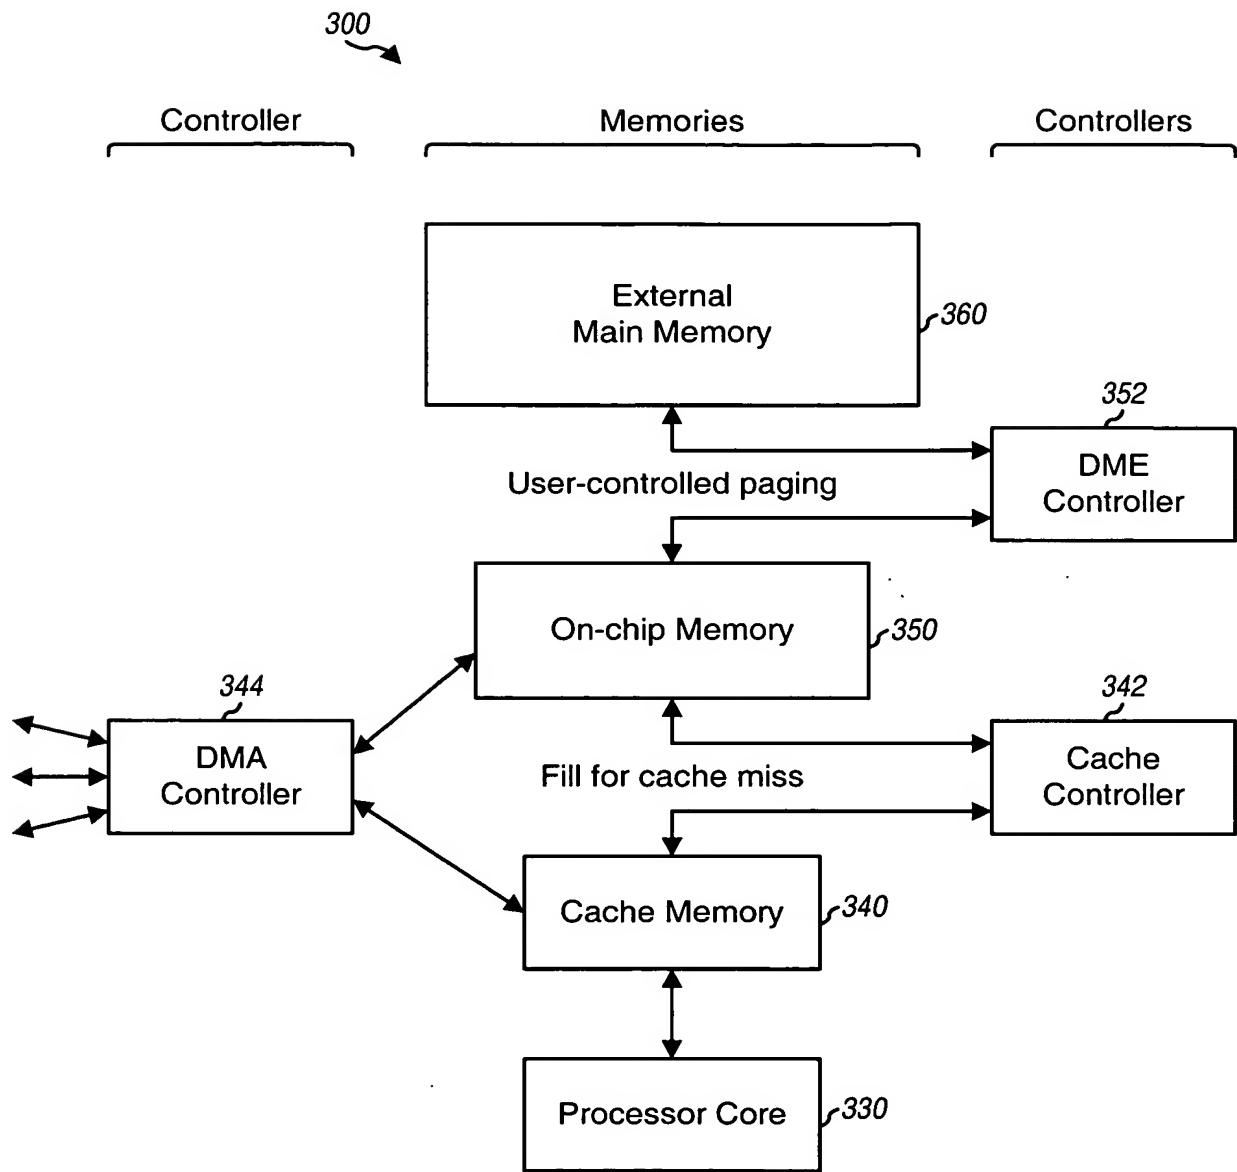 300
Controller
Memories
Controllers
External
Main Memory
360
352
DME
Controller
User-controlled paging
On-chip Memory
350
344
DMA
Controller
342
Cache
Controller
Fill for cache miss
Cache Memory
340
Processor Core
330